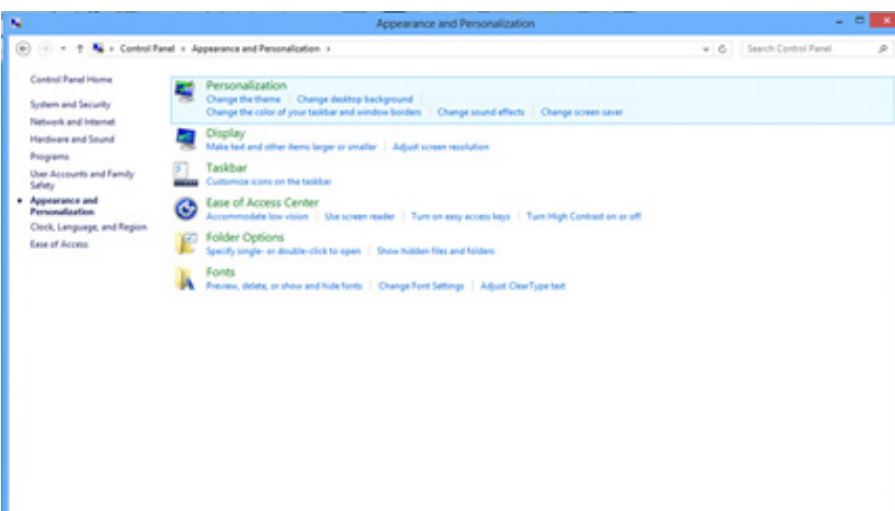 Appearance and Personalization
Control Panel Appearance and Personalization
Search Control Panel
Control Panel Home
System and Security
Network and Internet
Hardware and Sound
Programs
User Accounts and Family
Safety
Appearance and
Personalization
Clock, Language, and Region
Ease of Access
Personalization
Change the theme Change desktop background
Change the color of your taskbar and window borders Change sound effects Change screen saver
Display
Make text and other items larger or smaller Adjust screen resolution
Taskbar
Customize icons on the taskbar
Ease of Access Center
Accommodate low vision Use screen reader Turn on easy access keys Turn High Contrast on or off
Folder Options
Specify single- or double-click to open Show hidden files and folders
Fonts
Preview, delete, or show and hide fonts Change Font Settings Adjust ClearType text